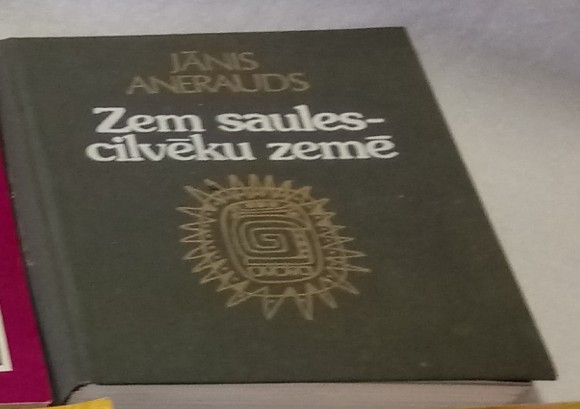 JĀNIS
ANERAUDS
Zem saules-
cilvēku zemē